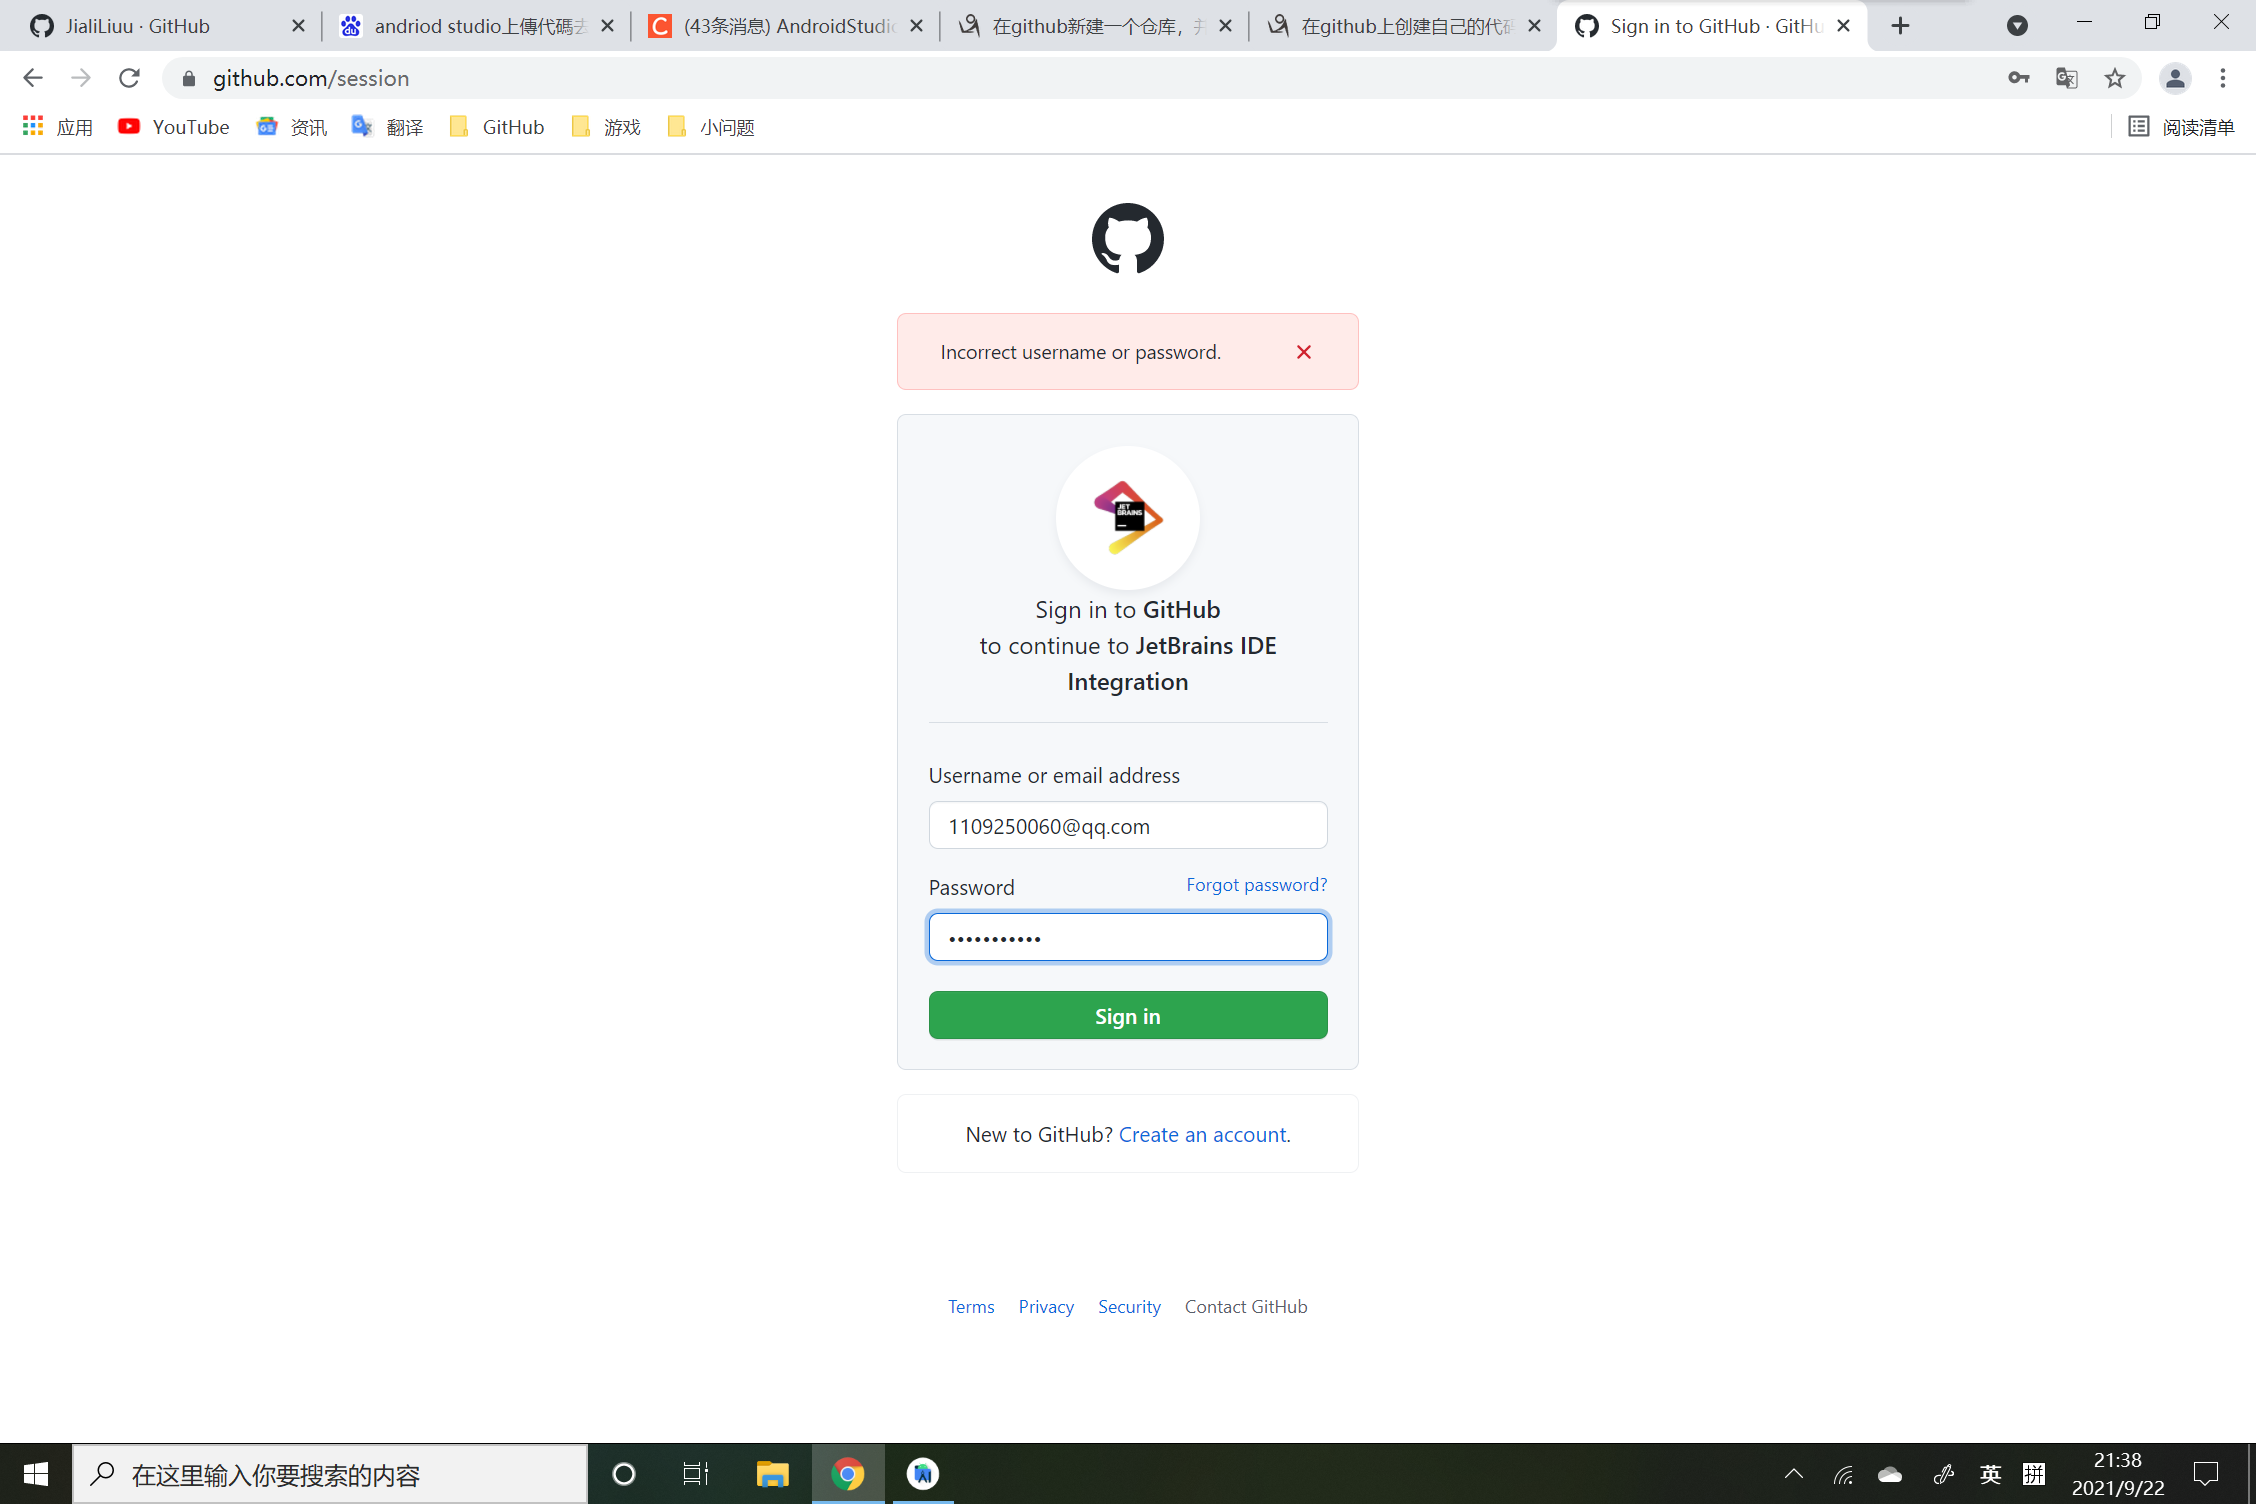 JialiLiuu · GitHub
andriod studio上傳代碼去
(43条消息) AndroidStudio
在github新建一个仓库，并
在github上创建自己的代码
Sign in to GitHub · GitHu
github.com/session
应用
YouTube
资讯
翻译
GitHub
游戏
小问题
阅读清单
Incorrect username or password.
JET
BRAINS
Sign in to GitHub
to continue to JetBrains IDE
Integration
Username or email address
1109250060@qq.com
Password
Forgot password?
•••••••••••
Sign in
New to GitHub? Create an account.
Terms
Privacy
Security
Contact GitHub
在这里输入你要搜索的内容
英
拼
21:38
2021/9/22